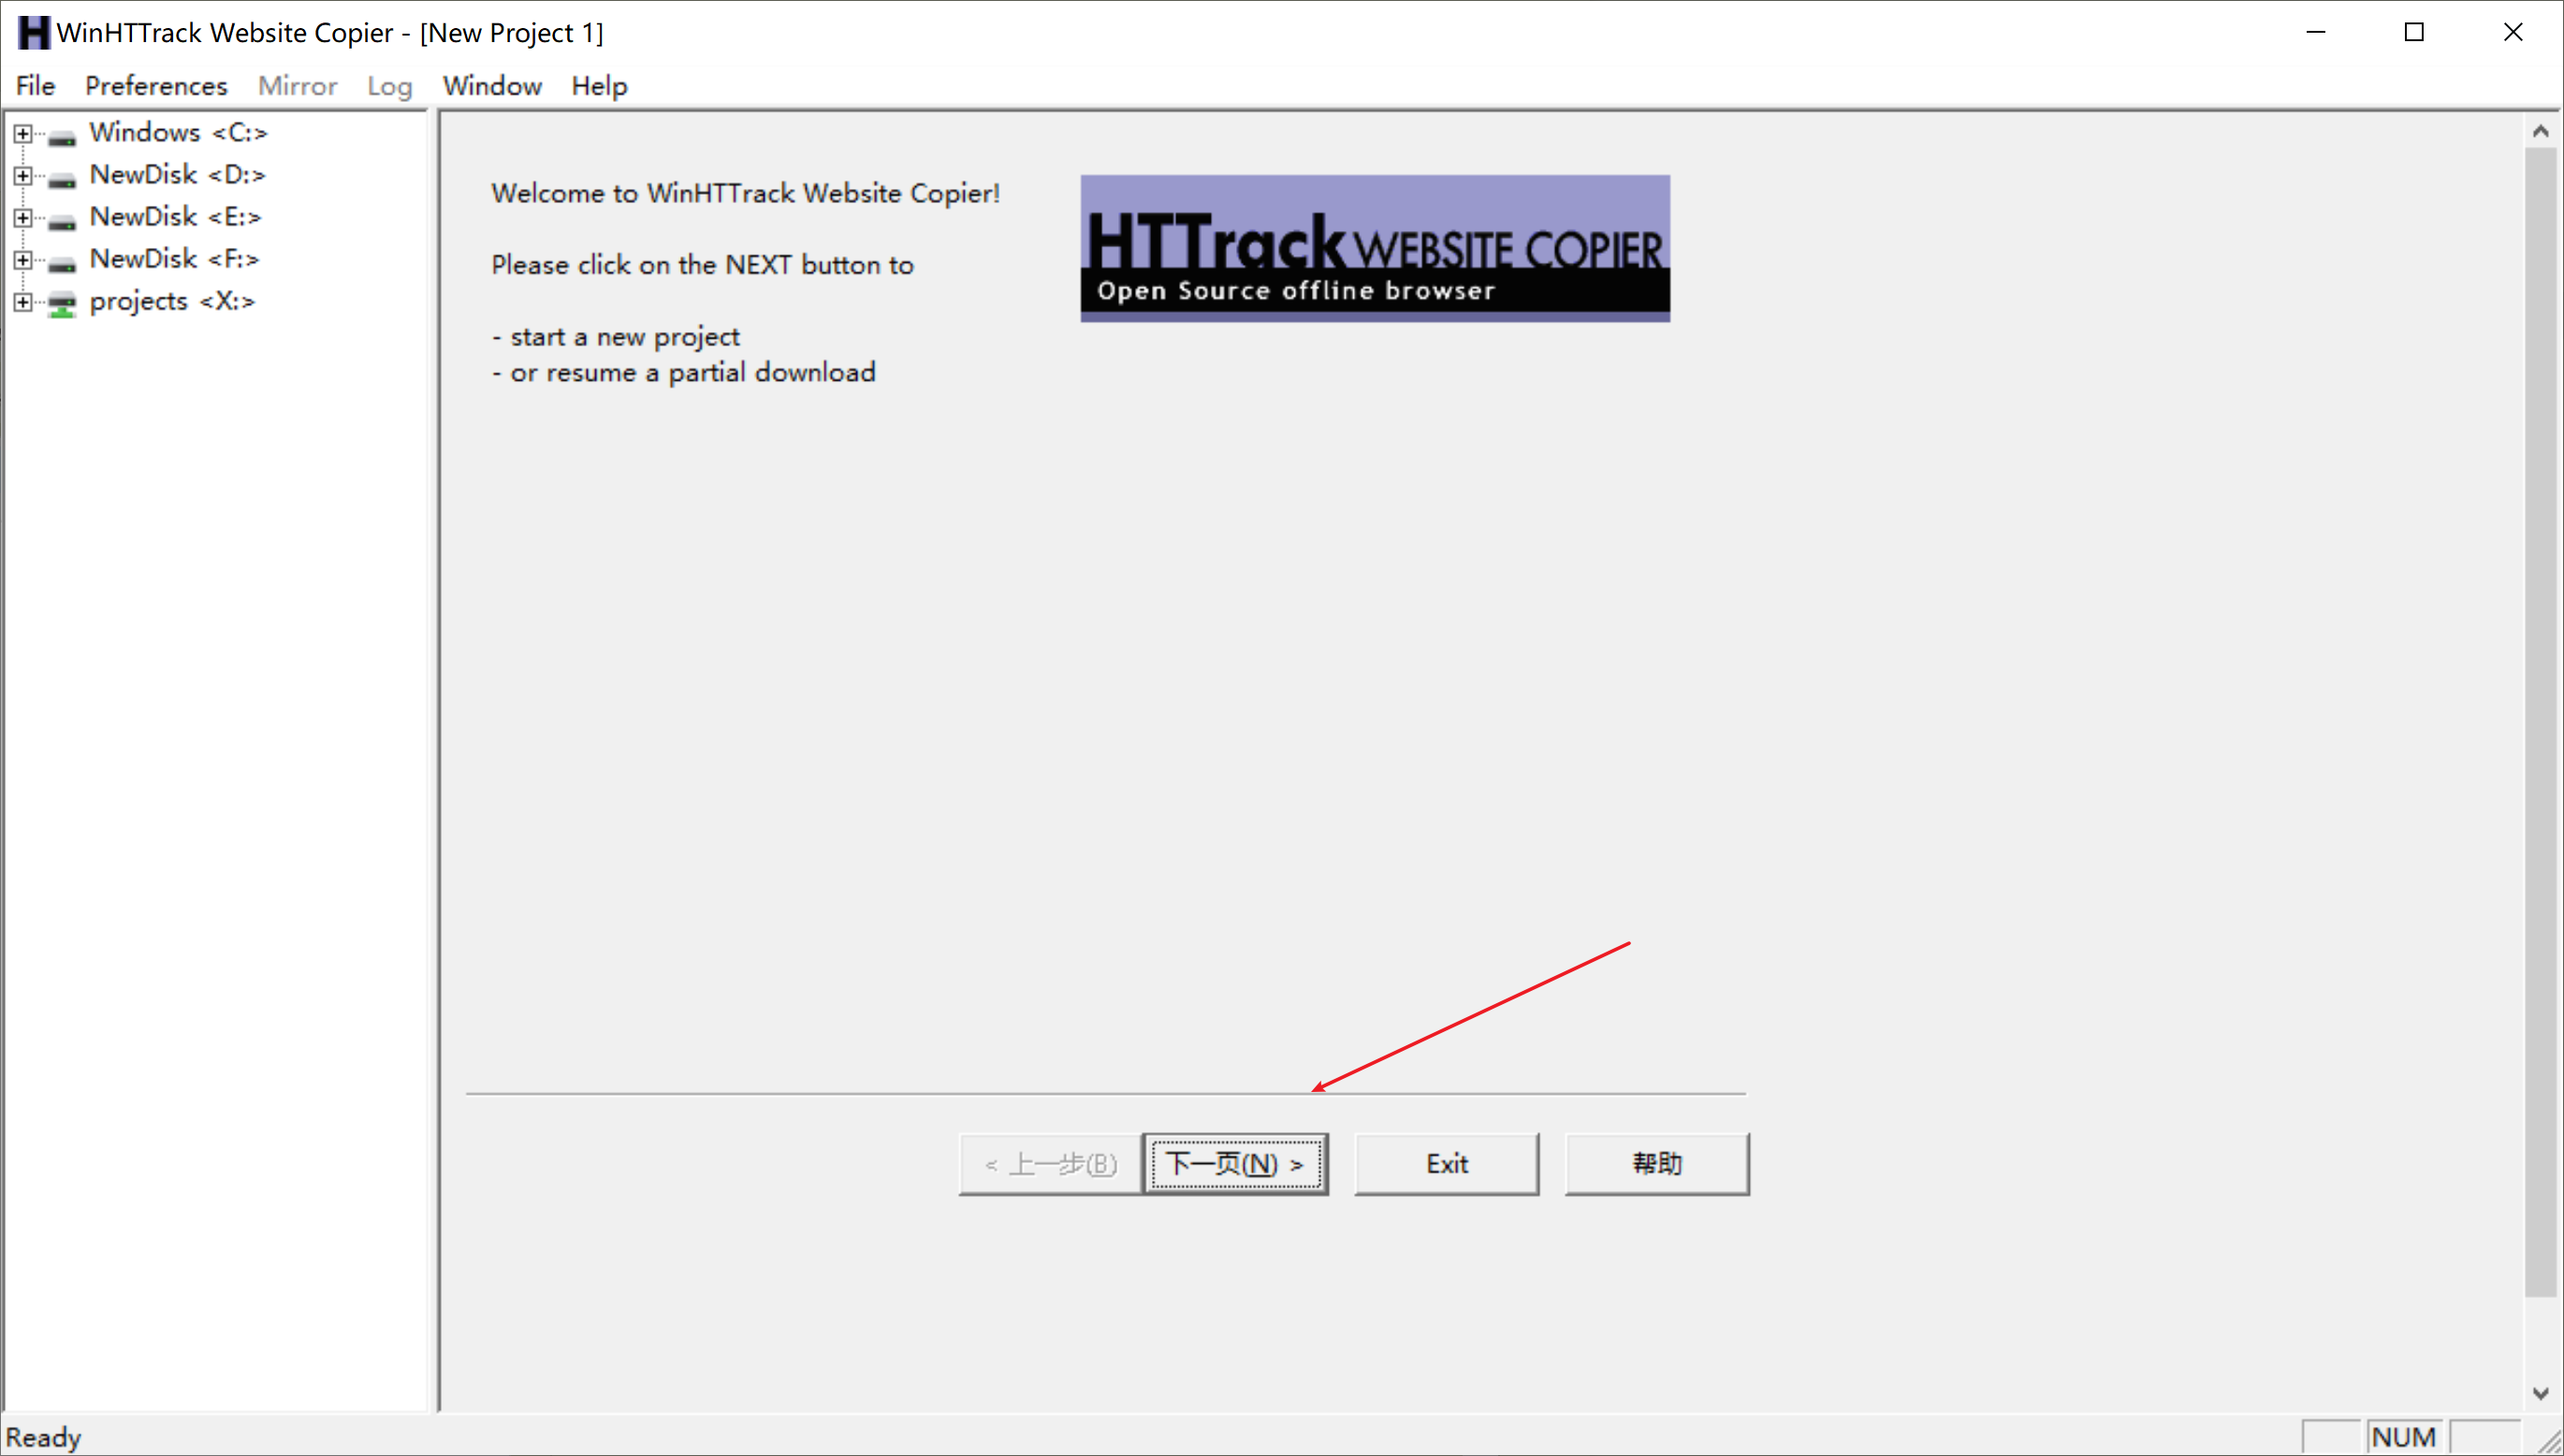 WinHTTrack Website Copier - [New Project 1]
File Preferences Mirror Log Window Help
Windows <C:>
NewDisk <D:>
NewDisk <E:>
NewDisk <F:>
projects <X:>
Welcome to WinHTTrack Website Copier!
Please click on the NEXT button to
- start a new project
- or resume a partial download
HTTrack WEBSITE COPIER
Open Source offline browser
< 上一步(B) 下一页(N) > Exit 帮助
Ready NUM